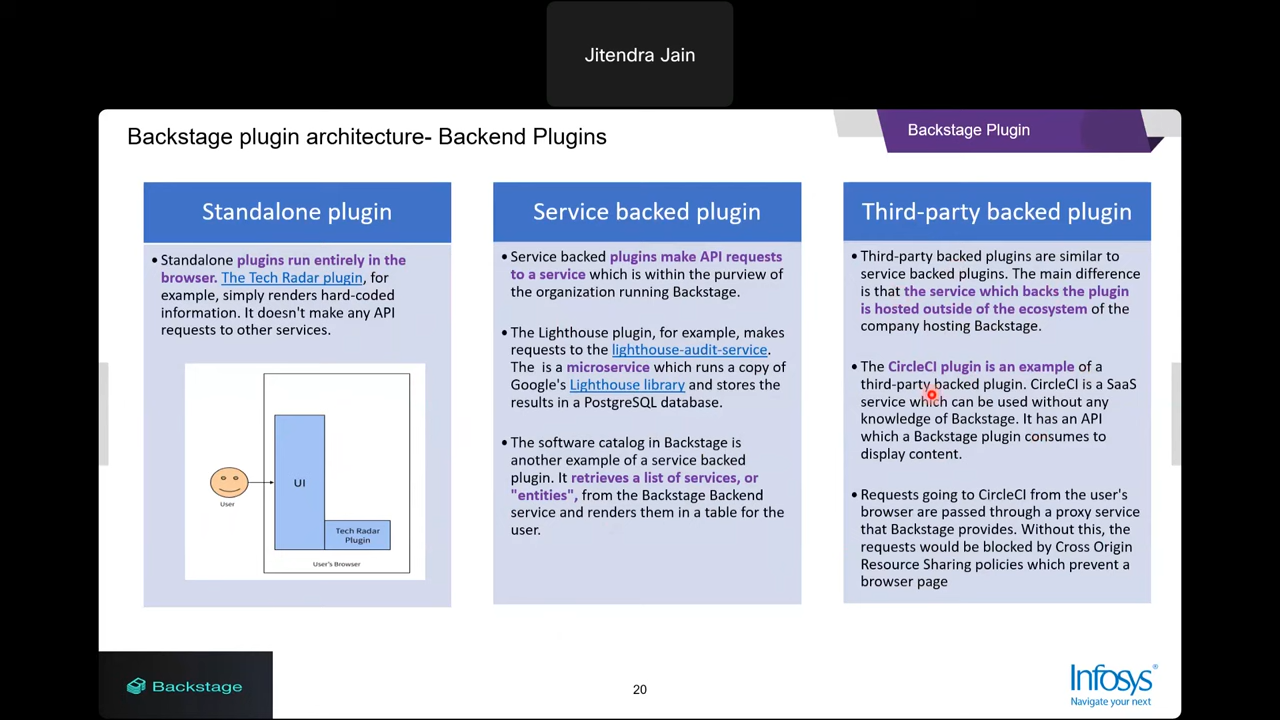 Jitendra Jain
Backstage plugin architecture- Backend Plugins
Backstage Plugin
Standalone plugin
• Standalone plugins run entirely in the
browser. The Tech Radar plugin, for
example, simply renders hard-coded
information. It doesn't make any API
requests to other services.
UI
User
Tech Radar
Plugin
User's Browser
Service backed plugin
• Service backed plugins make API requests
to a service which is within the purview of
the organization running Backstage.
• The Lighthouse plugin, for example, makes
requests to the lighthouse-audit-service.
The  is a microservice which runs a copy of
Google's Lighthouse library and stores the
results in a PostgreSQL database.
• The software catalog in Backstage is
another example of a service backed
plugin. It retrieves a list of services, or
"entities", from the Backstage Backend
service and renders them in a table for the
user.
Third-party backed plugin
• Third-party backed plugins are similar to
service backed plugins. The main difference
is that the service which backs the plugin
is hosted outside of the ecosystem of the
company hosting Backstage.
• The CircleCI plugin is an example of a
third-party backed plugin. CircleCI is a SaaS
service which can be used without any
knowledge of Backstage. It has an API
which a Backstage plugin consumes to
display content.
• Requests going to CircleCI from the user's
browser are passed through a proxy service
that Backstage provides. Without this, the
requests would be blocked by Cross Origin
Resource Sharing policies which prevent a
browser page
Backstage
20
Infosys®
Navigate your next